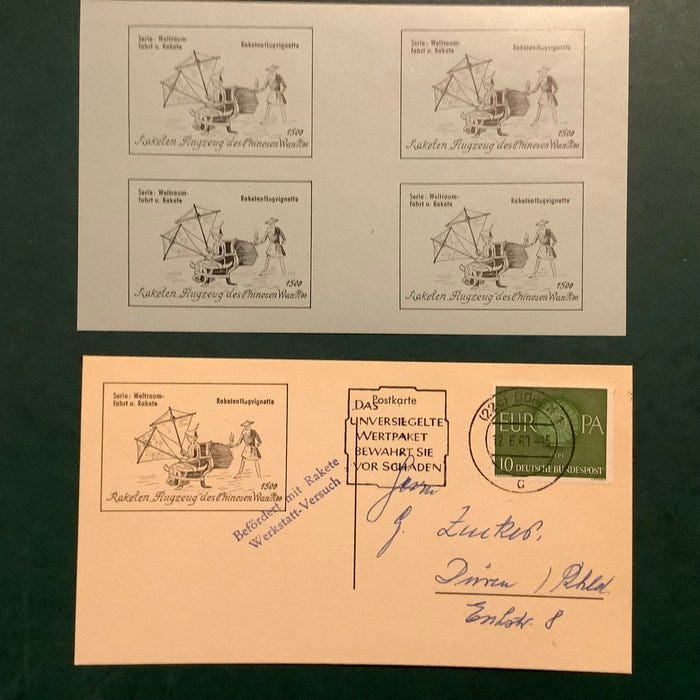 Serie: Weltraum-
fahrt u. Rakete
Raketenflugvignette
1500
Raketen-Flugzeug des Chinesen Wan Hoo
Serie: Weltraum-
fahrt u. Rakete
Raketenflugvignette
1500
Raketen-Flugzeug des Chinesen Wan Hoo
Serie: Weltraum-
fahrt u. Rakete
Raketenflugvignette
1500
Raketen-Flugzeug des Chinesen Wan Hoo
Serie: Weltraum-
fahrt u. Rakete
Raketenflugvignette
1500
Raketen-Flugzeug des Chinesen Wan Hoo
Serie: Weltraum-
fahrt u. Rakete
Raketenflugvignette
1500
Raketen-Flugzeug des Chinesen Wan Hoo
Befördert mit Rakete
Werkstatt-Versuch
Postkarte
DAS
UNVERSIEGELTE
WERTPAKET
BEWAHRT SIE
VOR SCHADEN
EUROPA
10 DEUTSCHE BUNDESPOST
Herrn
G. Zucker,
Düren / Rhld.